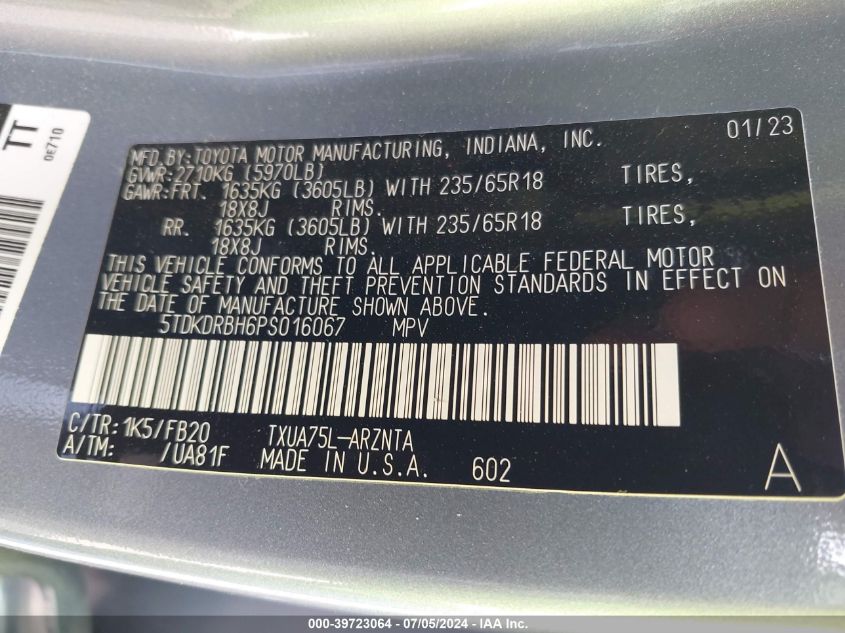 TT
0E710
01/23
MFD. BY: TOYOTA MOTOR MANUFACTURING, INDIANA, INC.
GVWR: 2710KG (5970LB)
GAWR: FRT. 1635KG (3605LB) WITH 235/65R18 TIRES,
18X8J RIMS.
RR. 1635KG (3605LB) WITH 235/65R18 TIRES,
18X8J RIMS.
THIS VEHICLE CONFORMS TO ALL APPLICABLE FEDERAL MOTOR
VEHICLE SAFETY AND THEFT PREVENTION STANDARDS IN EFFECT ON
THE DATE OF MANUFACTURE SHOWN ABOVE.
5TDKDRBH6PS016067 MPV
C/TR: 1K5/FB20 TXUA75L-ARZNTA
A/TM: /UA81F MADE IN U.S.A. 602 A
000-39723064 - 07/05/2024 - IAA Inc.